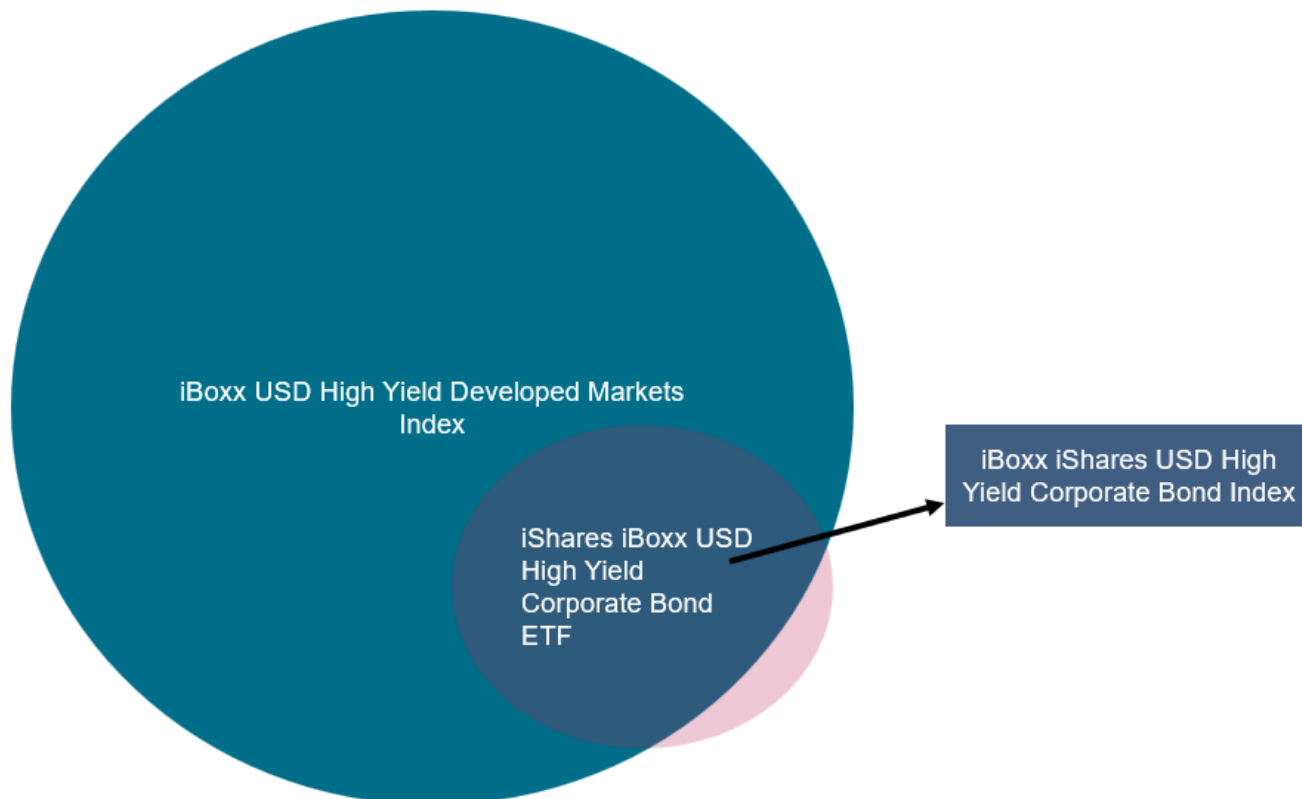 iBoxx USD High Yield Developed Markets
Index
iShares iBoxx USD
High Yield
Corporate Bond
ETF
iBoxx iShares USD High
Yield Corporate Bond Index